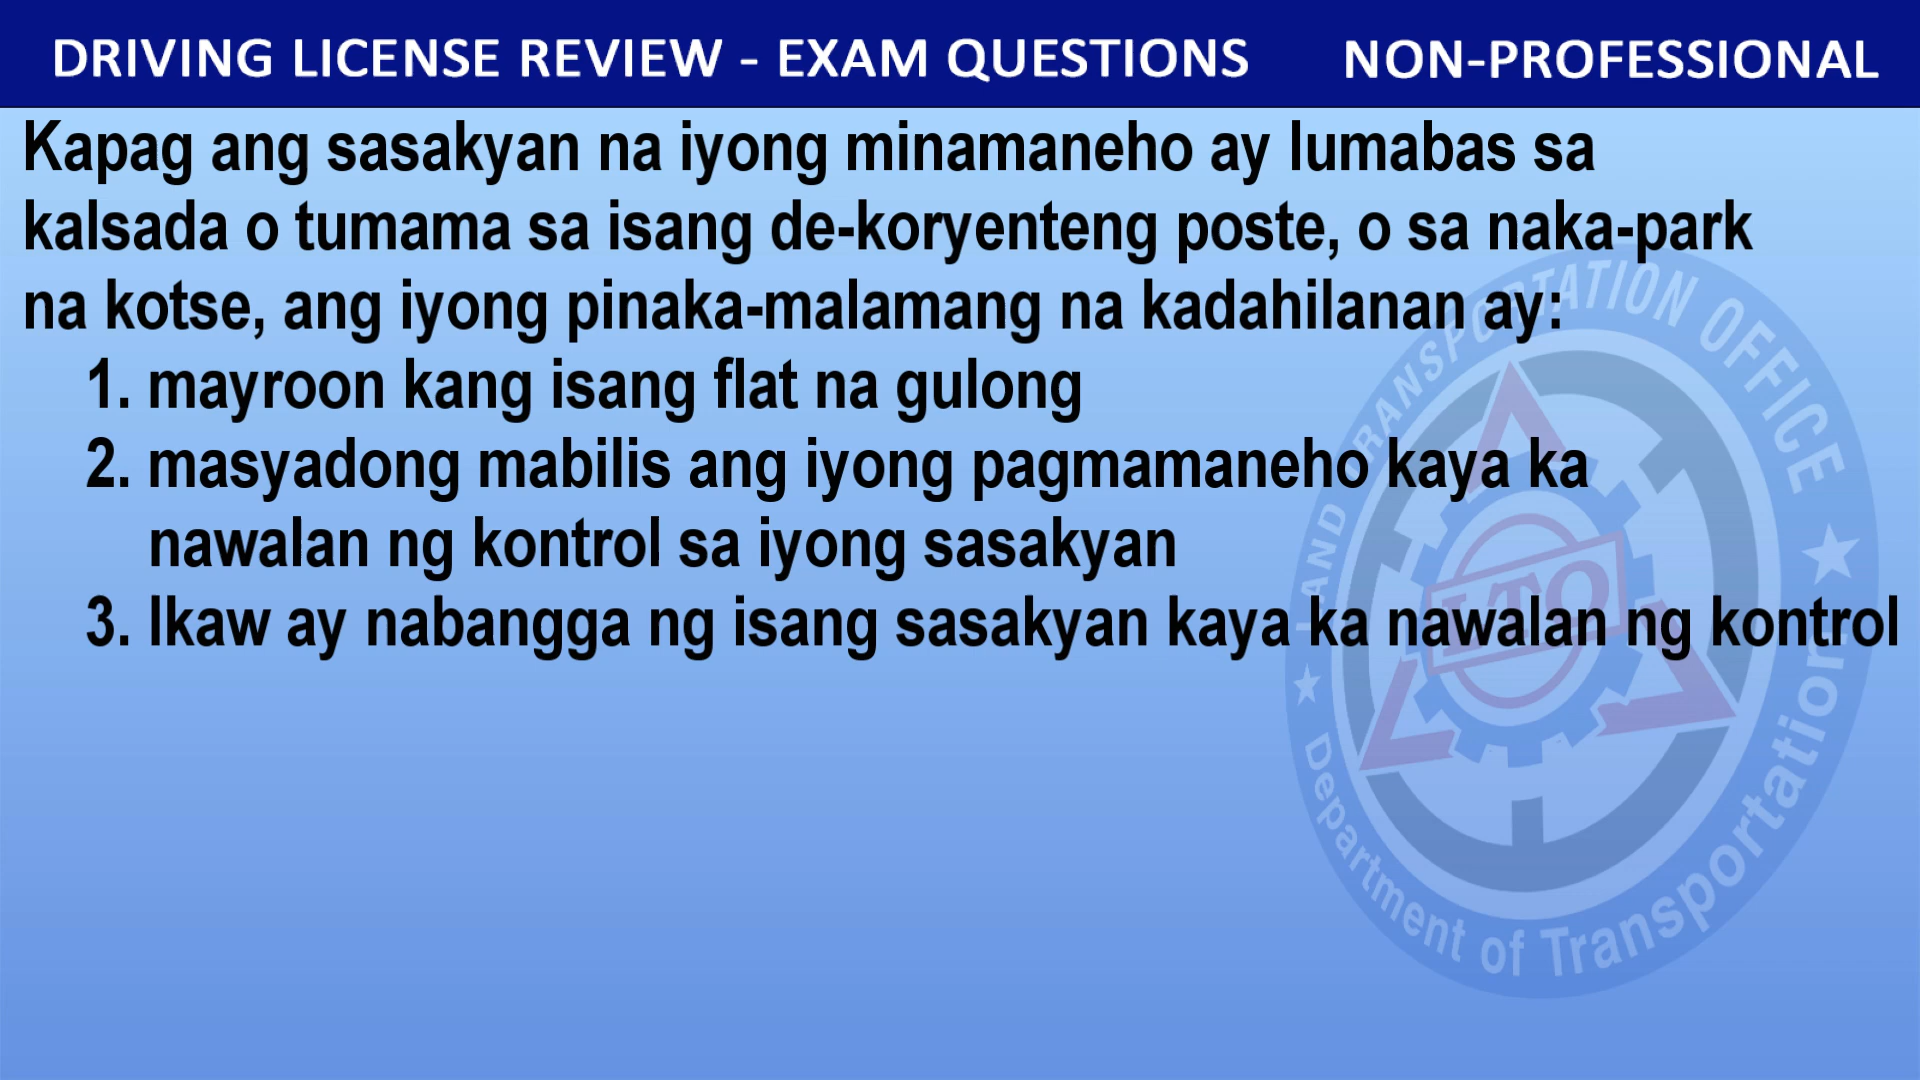 DRIVING LICENSE REVIEW - EXAM QUESTIONS NON-PROFESSIONAL
Kapag ang sasakyan na iyong minamaneho ay lumabas sa
kalsada o tumama sa isang de-koryenteng poste, o sa naka-park
na kotse, ang iyong pinaka-malamang na kadahilanan ay:
1. mayroon kang isang flat na gulong
2. masyadong mabilis ang iyong pagmamaneho kaya ka
nawalan ng kontrol sa iyong sasakyan
3. Ikaw ay nabangga ng isang sasakyan kaya ka nawalan ng kontrol
LAND TRANSPORTATION OFFICE
LTO
Department of Transportation